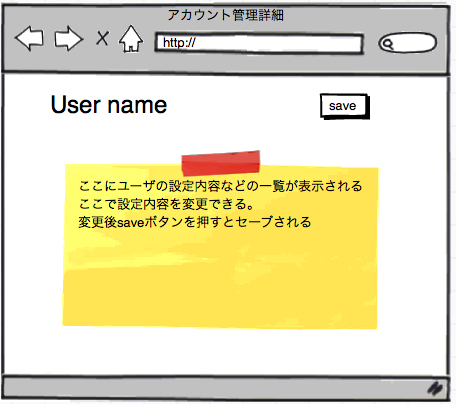 アカウント管理詳細
http://
User name
save
ここにユーザの設定内容などの一覧が表示される
ここで設定内容を変更できる。
変更後saveボタンを押すとセーブされる